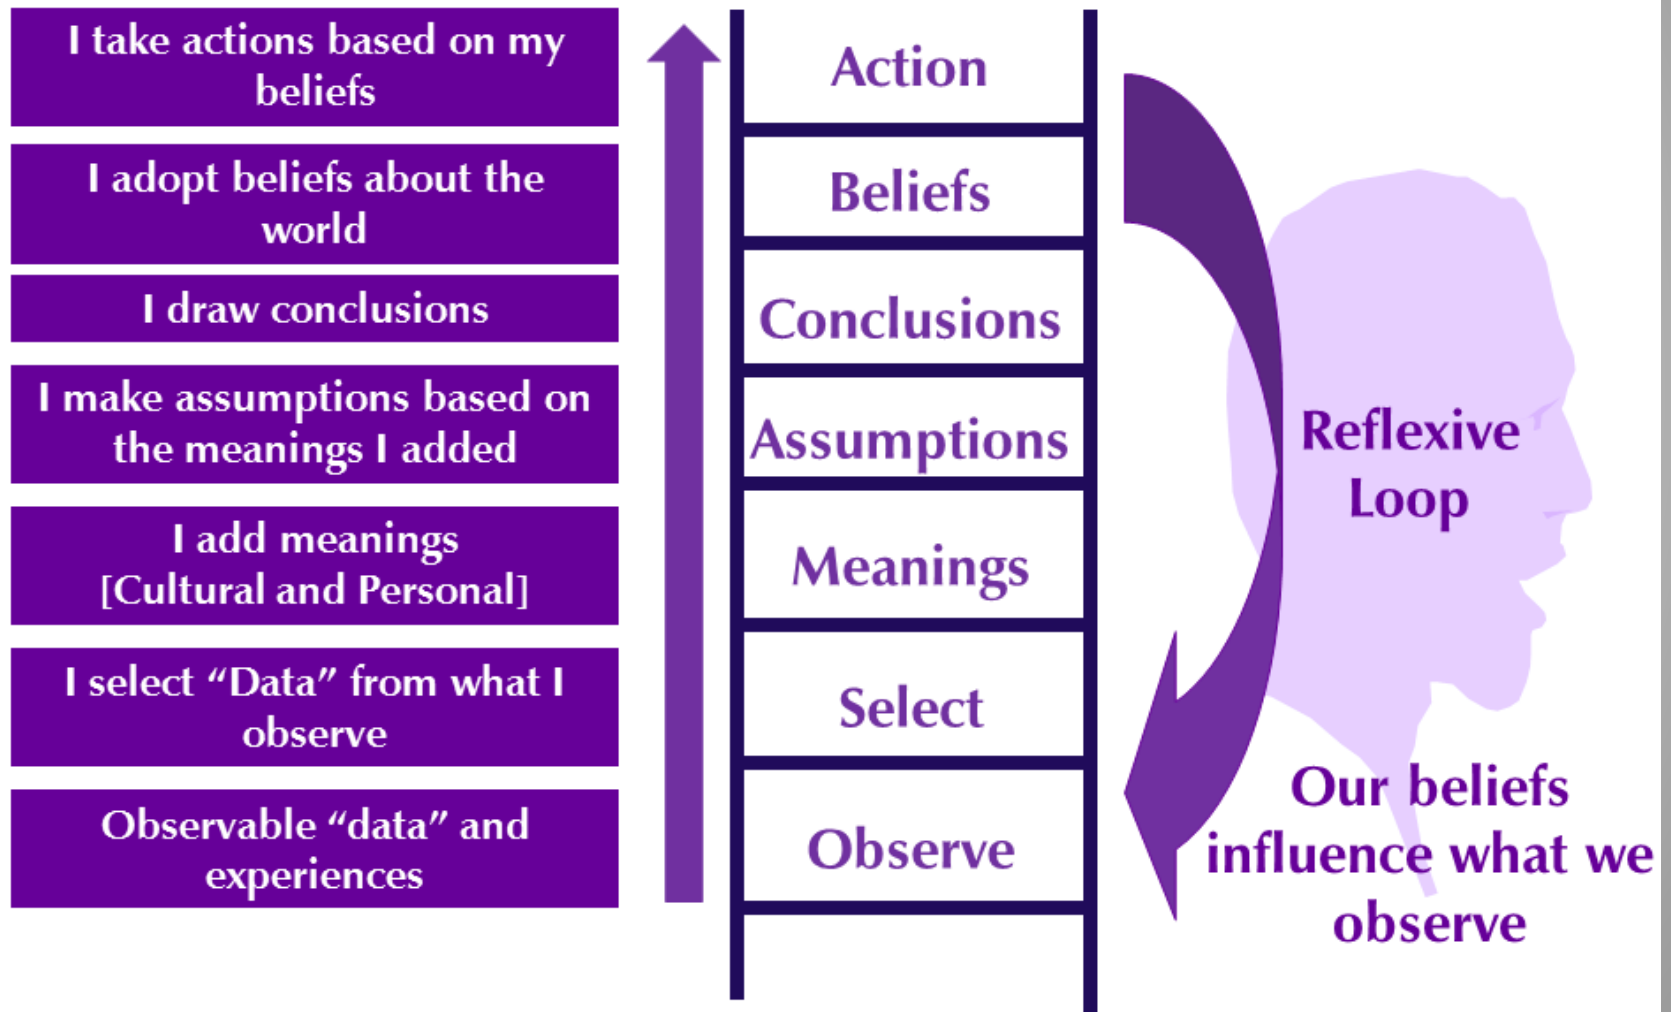 I take actions based on my
beliefs
I adopt beliefs about the
world
I draw conclusions
I make assumptions based on
the meanings I added
I add meanings
[Cultural and Personal]
I select “Data” from what I
observe
Observable “data” and
experiences
Action
Beliefs
Conclusions
Assumptions
Meanings
Select
Observe
Reflexive
Loop
Our beliefs
influence what we
observe